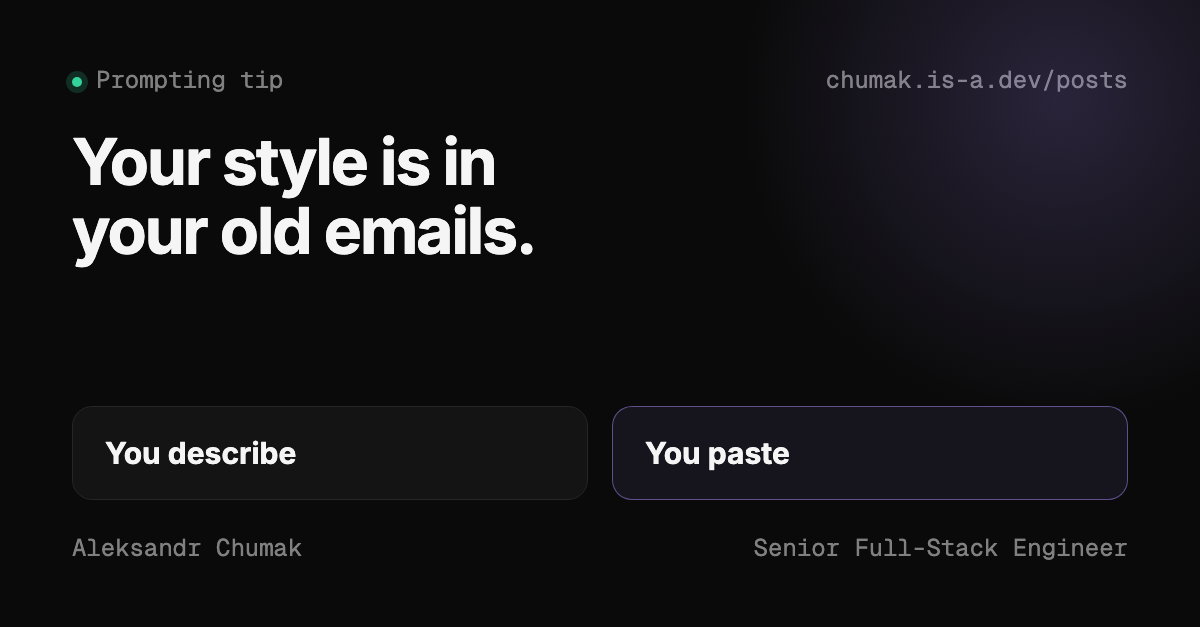 Prompting tip
chumak.is-a.dev/posts
Your style is in
your old emails.
You describe
You paste
Aleksandr Chumak
Senior Full-Stack Engineer